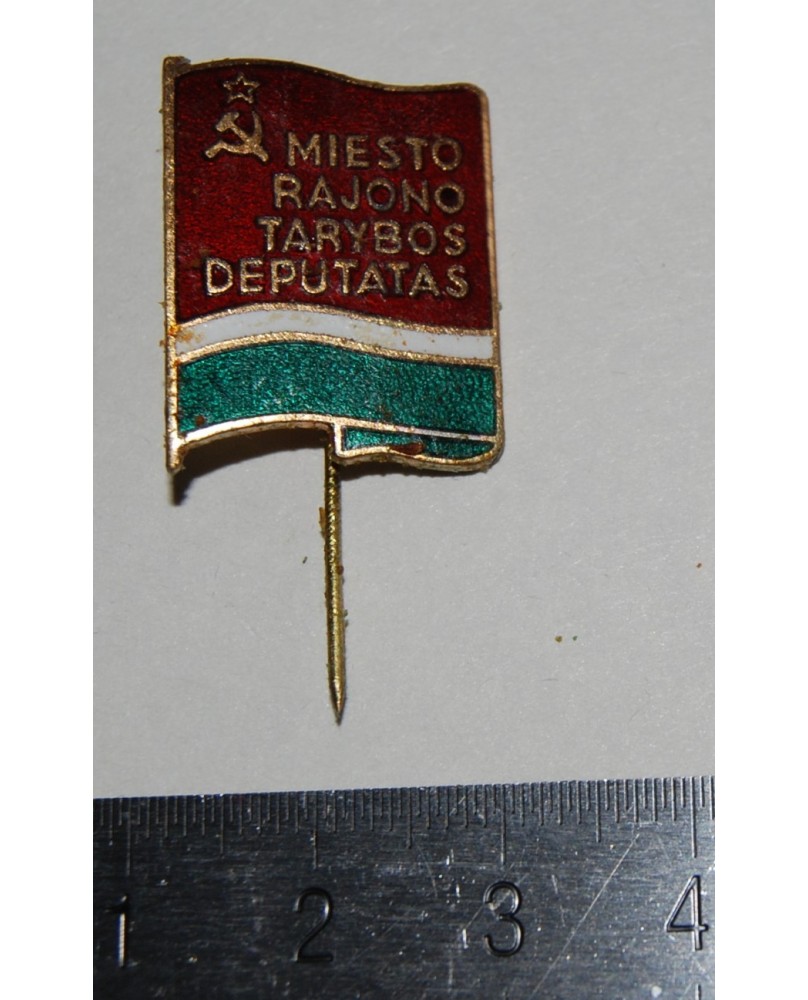 MIESTO
RAJONO
TARYBOS
DEPUTATAS
1 2 3 4